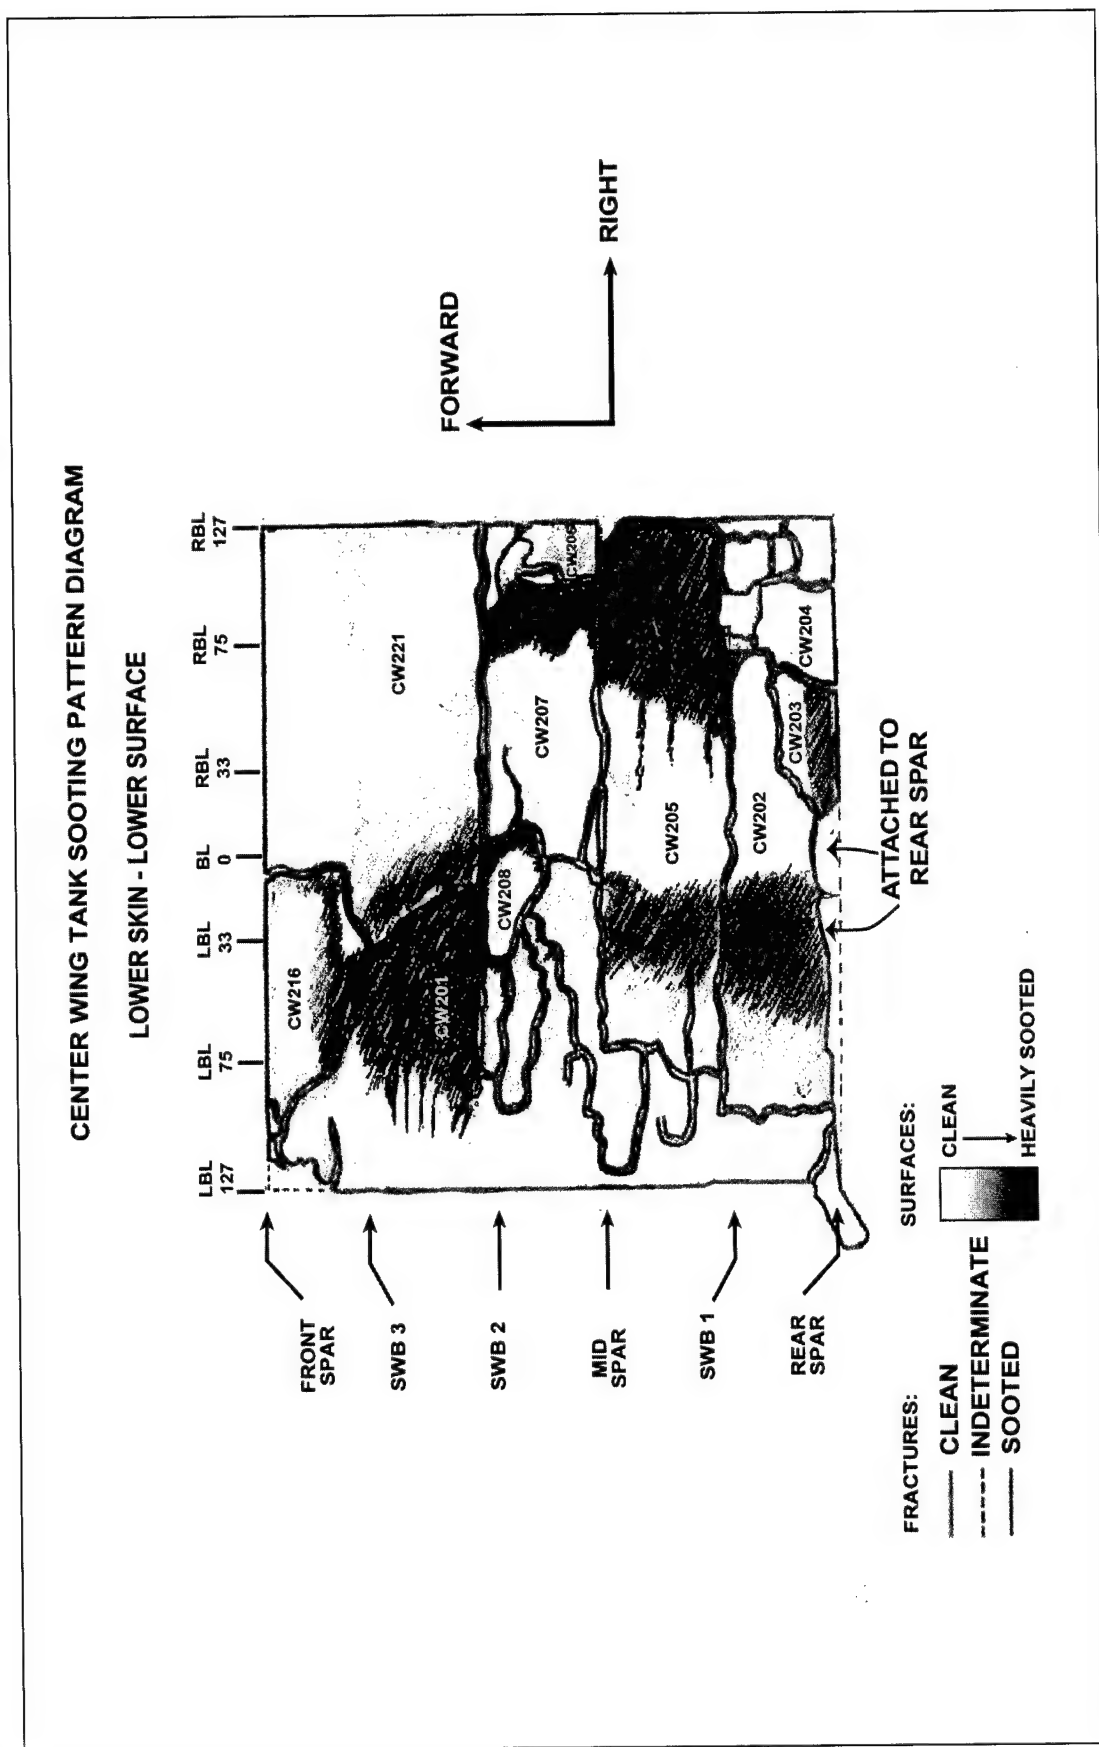 CENTER WING TANK SOOTING PATTERN DIAGRAM
LOWER SKIN - LOWER SURFACE
LBL
127
LBL
75
LBL
33
BL
0
RBL
33
RBL
75
RBL
127
FRONT
SPAR
SWB 3
SWB 2
MID
SPAR
SWB 1
REAR
SPAR
CW216
CW221
CW201
CW208
CW207
CW206
CW205
CW202
CW203
CW204
FORWARD
RIGHT
ATTACHED TO
REAR SPAR
FRACTURES:
CLEAN
INDETERMINATE
SOOTED
SURFACES:
CLEAN
HEAVILY SOOTED